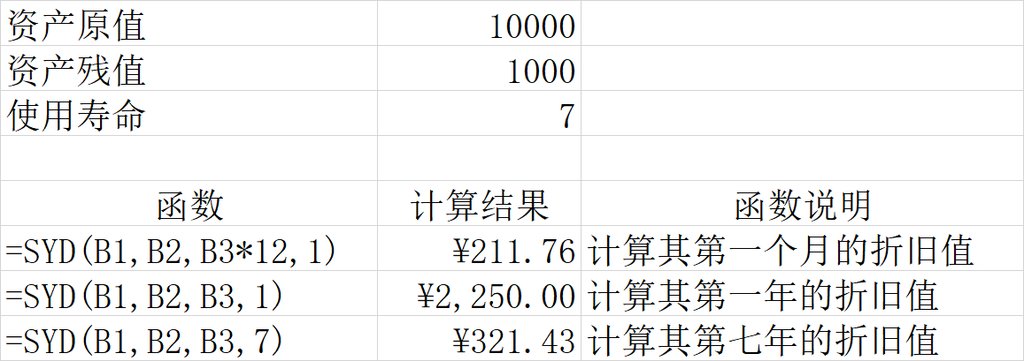 资产原值 10000
资产残值 1000
使用寿命 7
函数 计算结果 函数说明
=SYD(B1,B2,B3*12,1) ¥211.76 计算其第一个月的折旧值
=SYD(B1,B2,B3,1) ¥2,250.00 计算其第一年的折旧值
=SYD(B1,B2,B3,7) ¥321.43 计算其第七年的折旧值